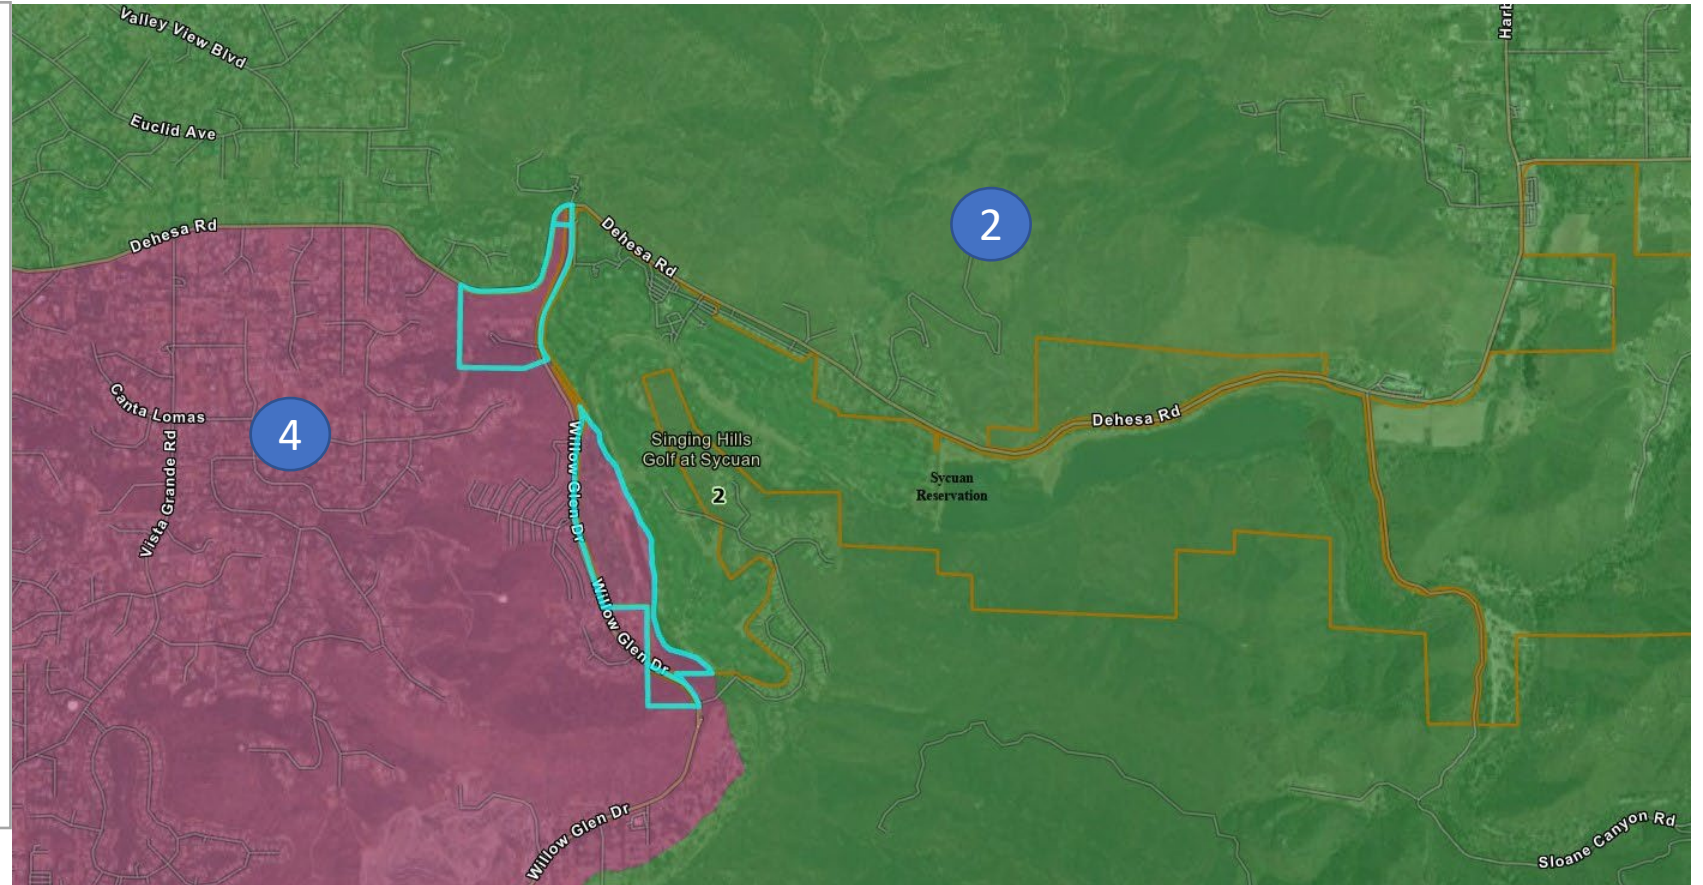 Valley View Blvd
Harb
Euclid Ave
Dehesa Rd
2
Dehesa Rd
Canta Lomas
4
Vista Grande Rd
Willow Glen Dr
Singing Hills
Golf at Sycuan
2
Dehesa Rd
Sycuan
Reservation
Willow Glen Dr
Willow Glen Dr
Sloane Canyon Rd